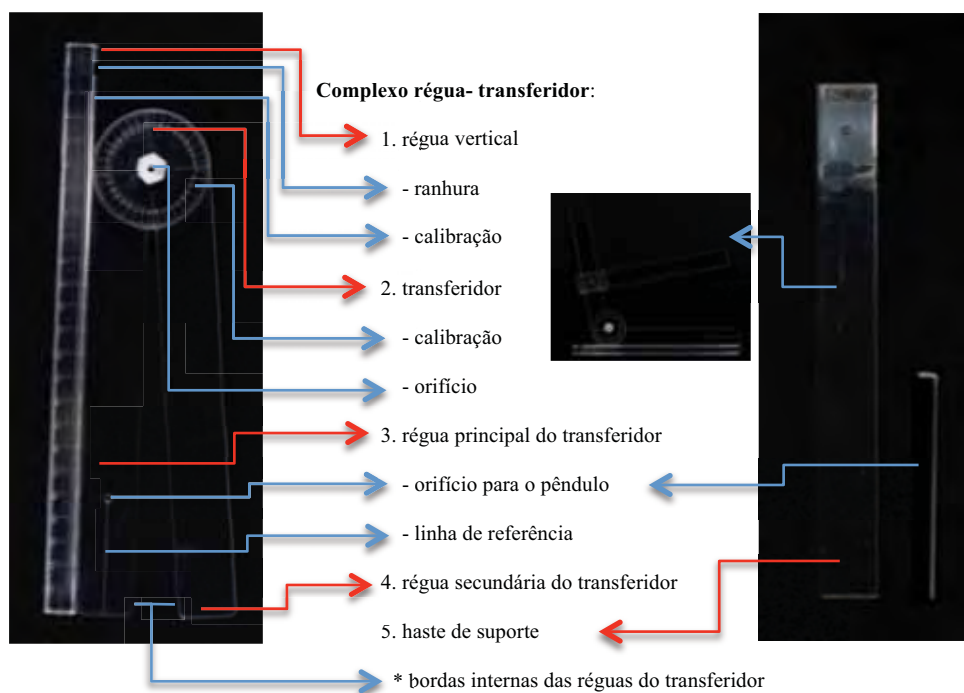 Complexo régua- transferidor:
1. régua vertical
- ranhura
- calibração
2. transferidor
- calibração
- orifício
3. régua principal do transferidor
- orifício para o pêndulo
- linha de referência
4. régua secundária do transferidor
5. haste de suporte
* bordas internas das réguas do transferidor